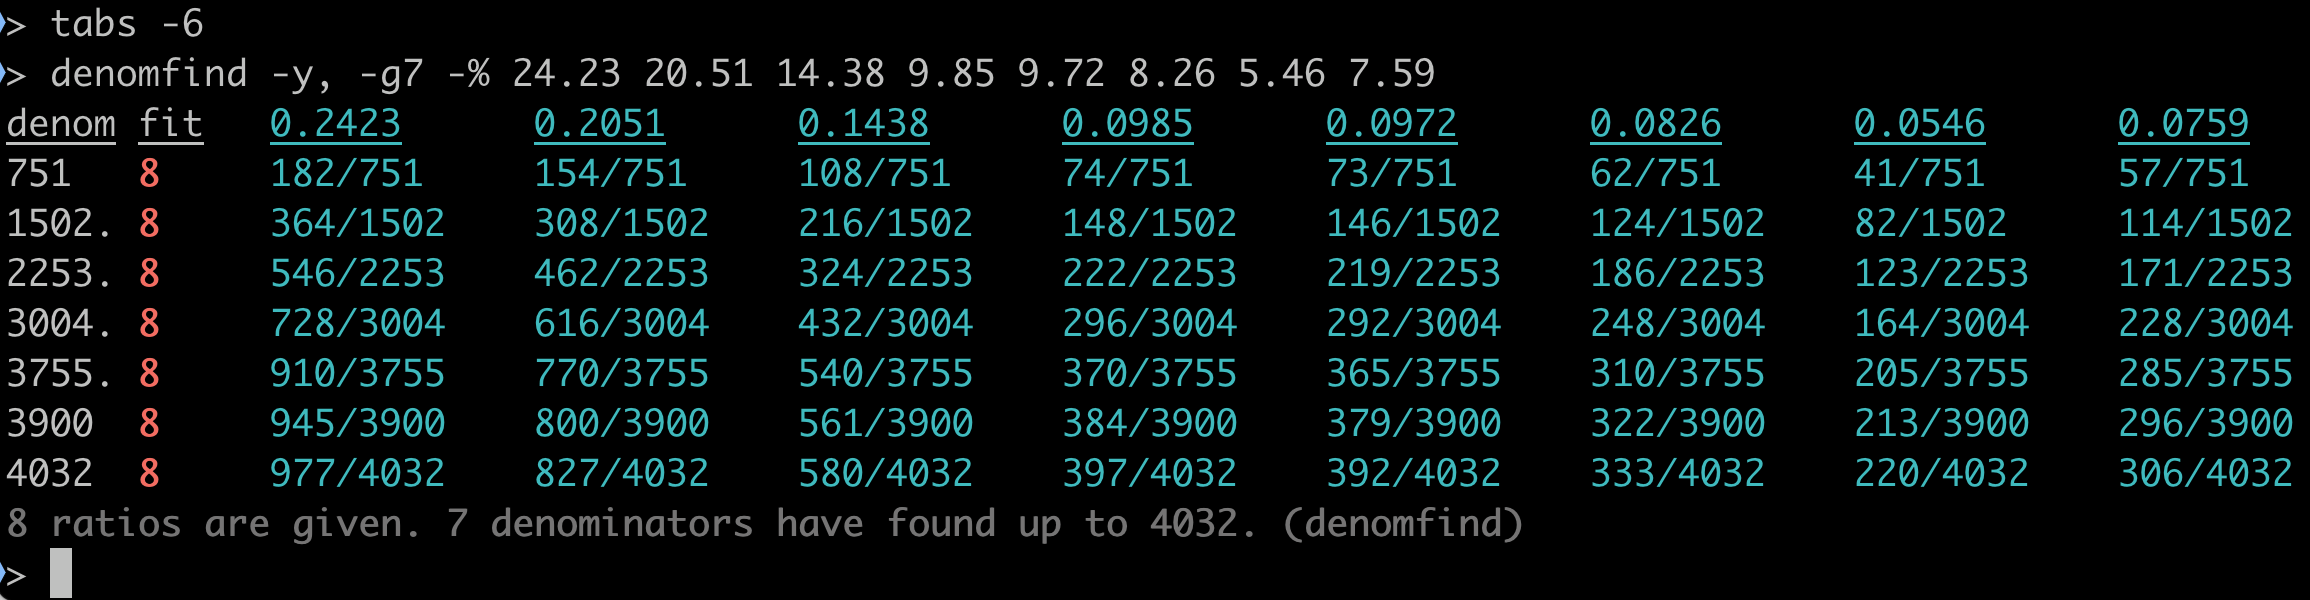 > tabs -6
> denomfind -y, -g7 -% 24.23 20.51 14.38 9.85 9.72 8.26 5.46 7.59
denom fit 0.2423 0.2051 0.1438 0.0985 0.0972 0.0826 0.0546 0.0759
751 8 182/751 154/751 108/751 74/751 73/751 62/751 41/751 57/751
1502. 8 364/1502 308/1502 216/1502 148/1502 146/1502 124/1502 82/1502 114/1502
2253. 8 546/2253 462/2253 324/2253 222/2253 219/2253 186/2253 123/2253 171/2253
3004. 8 728/3004 616/3004 432/3004 296/3004 292/3004 248/3004 164/3004 228/3004
3755. 8 910/3755 770/3755 540/3755 370/3755 365/3755 310/3755 205/3755 285/3755
3900 8 945/3900 800/3900 561/3900 384/3900 379/3900 322/3900 213/3900 296/3900
4032 8 977/4032 827/4032 580/4032 397/4032 392/4032 333/4032 220/4032 306/4032
8 ratios are given. 7 denominators have found up to 4032. (denomfind)
>